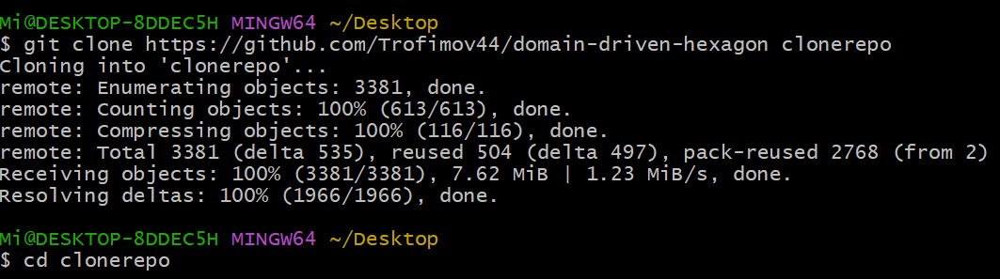 Mi@DESKTOP-8DDEC5H MINGW64 ~/Desktop
$ git clone https://github.com/Trofimov44/domain-driven-hexagon clonerepo
Cloning into 'clonerepo'...
remote: Enumerating objects: 3381, done.
remote: Counting objects: 100% (613/613), done.
remote: Compressing objects: 100% (116/116), done.
remote: Total 3381 (delta 535), reused 504 (delta 497), pack-reused 2768 (from 2)
Receiving objects: 100% (3381/3381), 7.62 MiB | 1.23 MiB/s, done.
Resolving deltas: 100% (1966/1966), done.
Mi@DESKTOP-8DDEC5H MINGW64 ~/Desktop
$ cd clonerepo